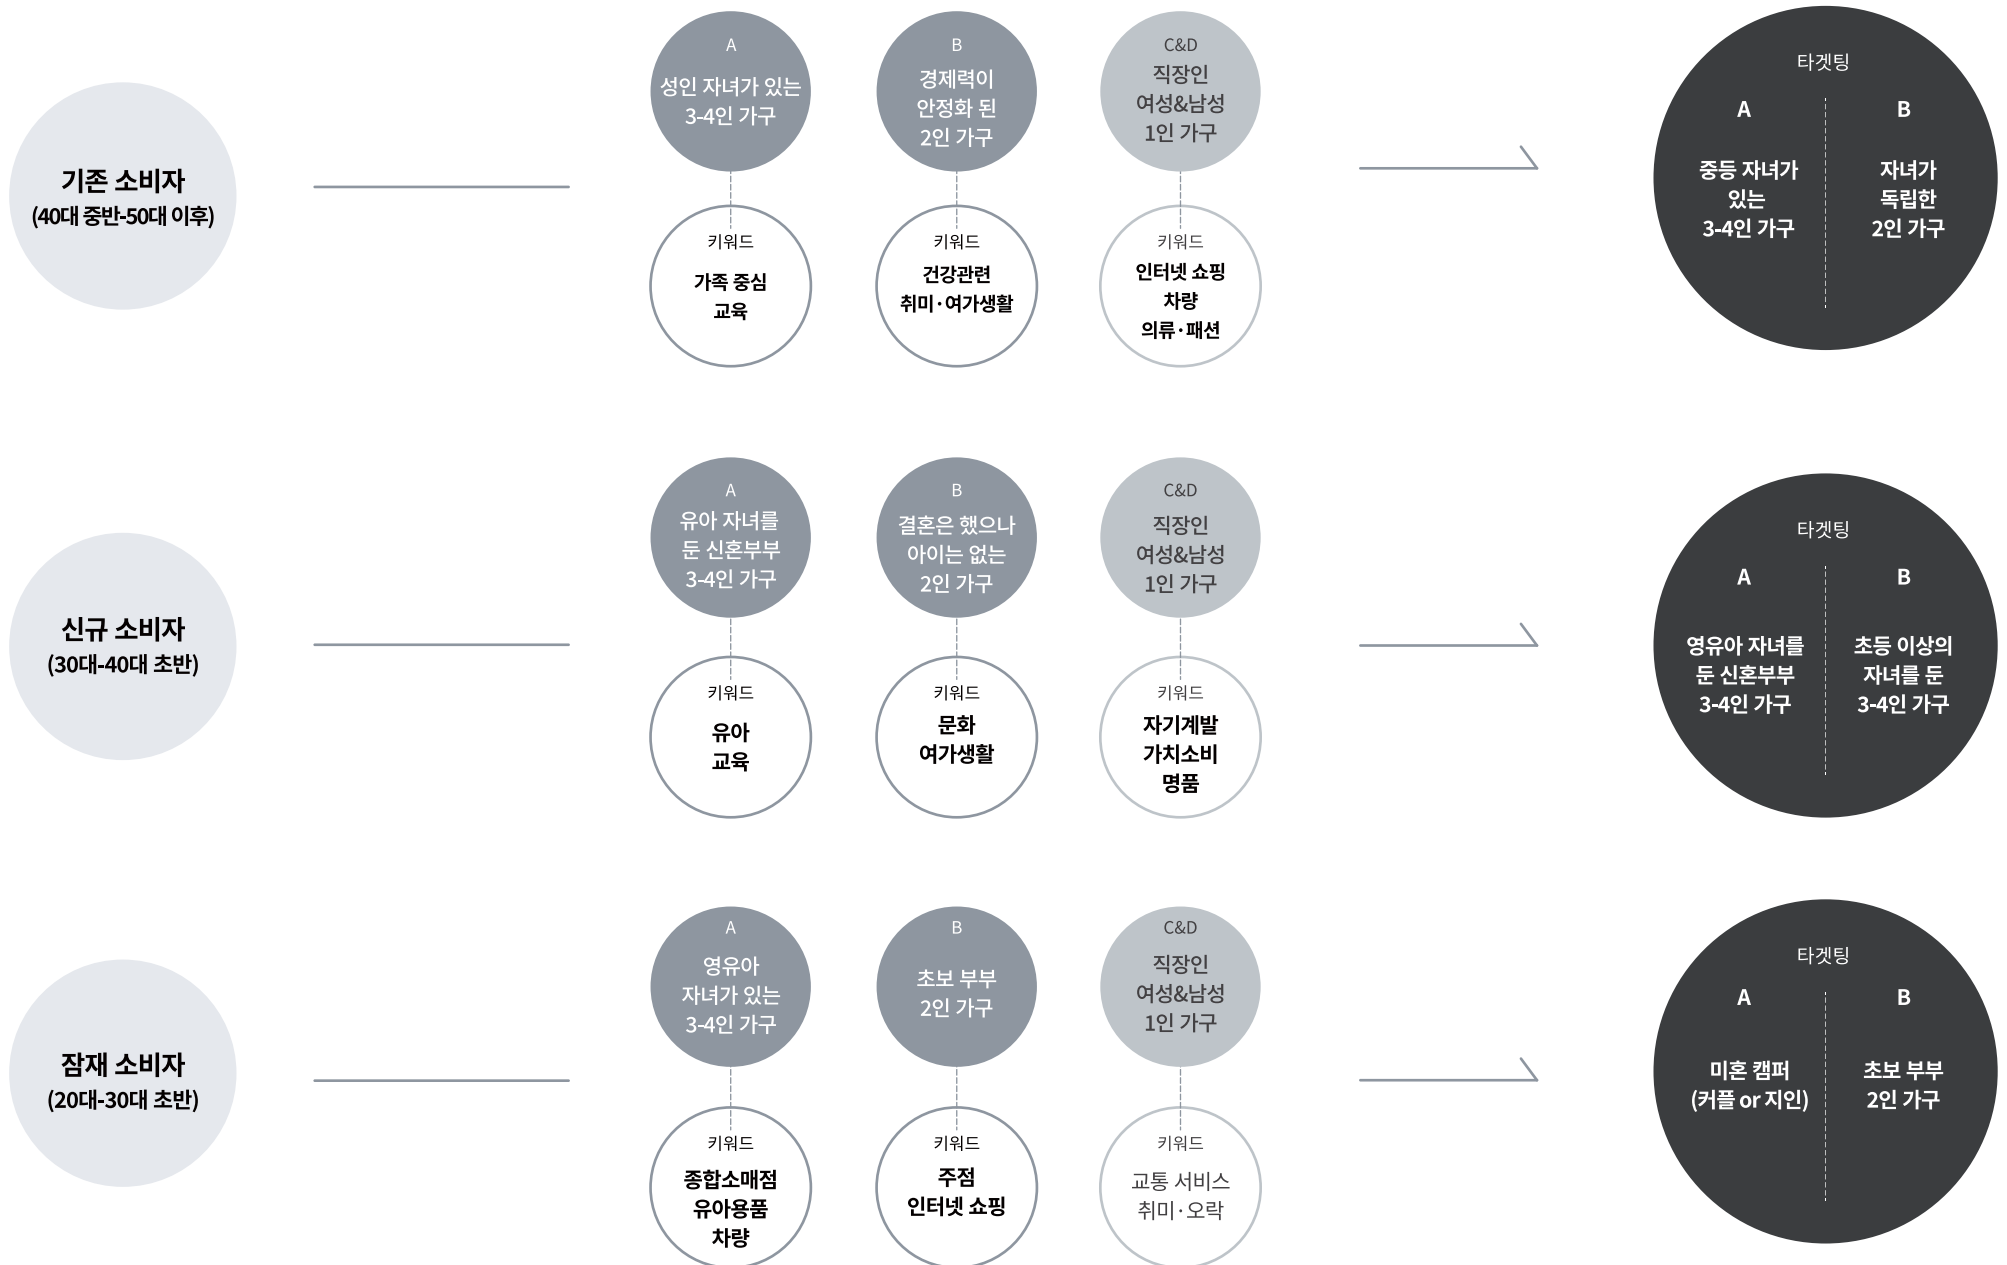 기존 소비자
(40대 중반-50대 이후)
A
성인 자녀가 있는
3-4인 가구
키워드
가족 중심
교육
B
경제력이
안정화 된
2인 가구
키워드
건강관련
취미·여가생활
C&D
직장인
여성&남성
1인 가구
키워드
인터넷 쇼핑
차량
의류·패션
타겟팅
A
중등 자녀가
있는
3-4인 가구
B
자녀가
독립한
2인 가구
신규 소비자
(30대-40대 초반)
A
유아 자녀를
둔 신혼부부
3-4인 가구
키워드
유아
교육
B
결혼은 했으나
아이는 없는
2인 가구
키워드
문화
여가생활
C&D
직장인
여성&남성
1인 가구
키워드
자기계발
가치소비
명품
타겟팅
A
영유아 자녀를
둔 신혼부부
3-4인 가구
B
초등 이상의
자녀를 둔
3-4인 가구
잠재 소비자
(20대-30대 초반)
A
영유아
자녀가 있는
3-4인 가구
키워드
종합소매점
유아용품
차량
B
초보 부부
2인 가구
키워드
주점
인터넷 쇼핑
C&D
직장인
여성&남성
1인 가구
키워드
교통 서비스
취미·오락
타겟팅
A
미혼 캠퍼
(커플 or 지인)
B
초보 부부
2인 가구